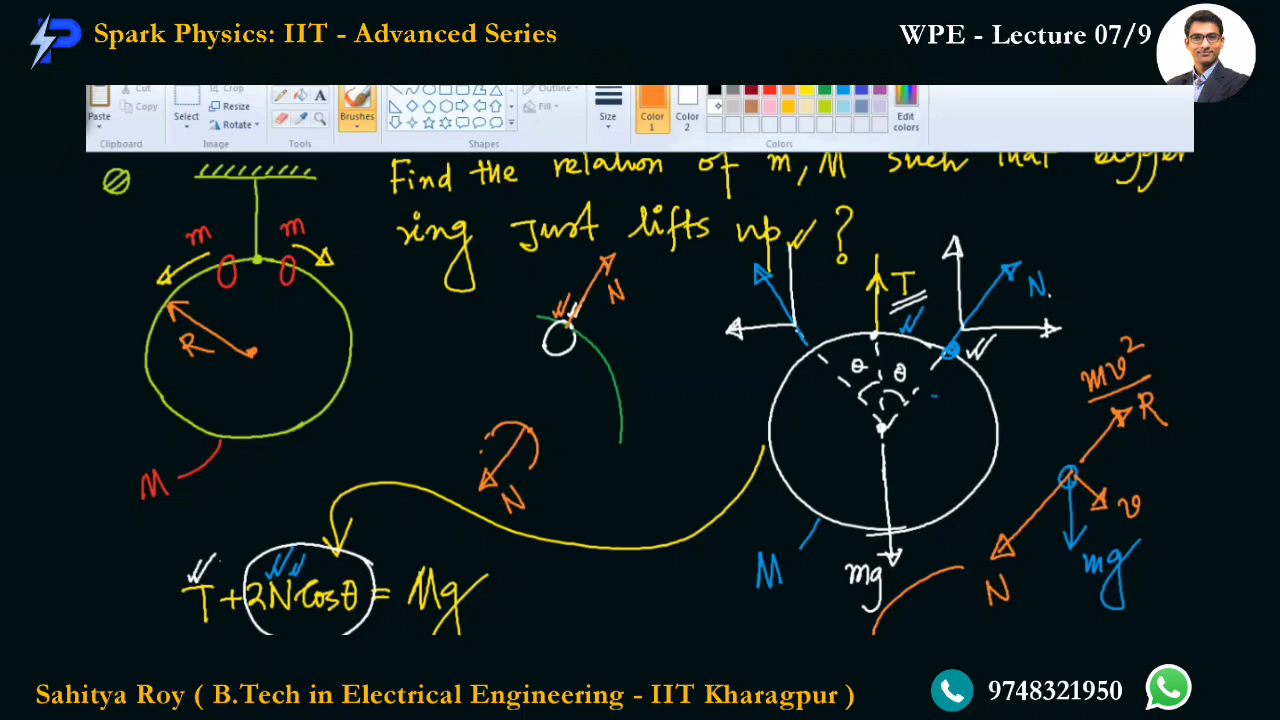 Spark Physics: IIT - Advanced Series
WPE - Lecture 07/9
Cut
Copy
Paste
Clipboard
Crop
Resize
Rotate
Select
Image
A
Tools
Brushes
Outline
Fill
Shapes
Size
Color 1
Color 2
Edit colors
Colors
Find the relation of m, M such that bigger
ring just lifts up ?
m m
R
M
N
N
T
N
θ θ
M
mg
mv²
R
v
N
mg
T + 2N cosθ = Mg
Sahitya Roy ( B.Tech in Electrical Engineering - IIT Kharagpur )
9748321950